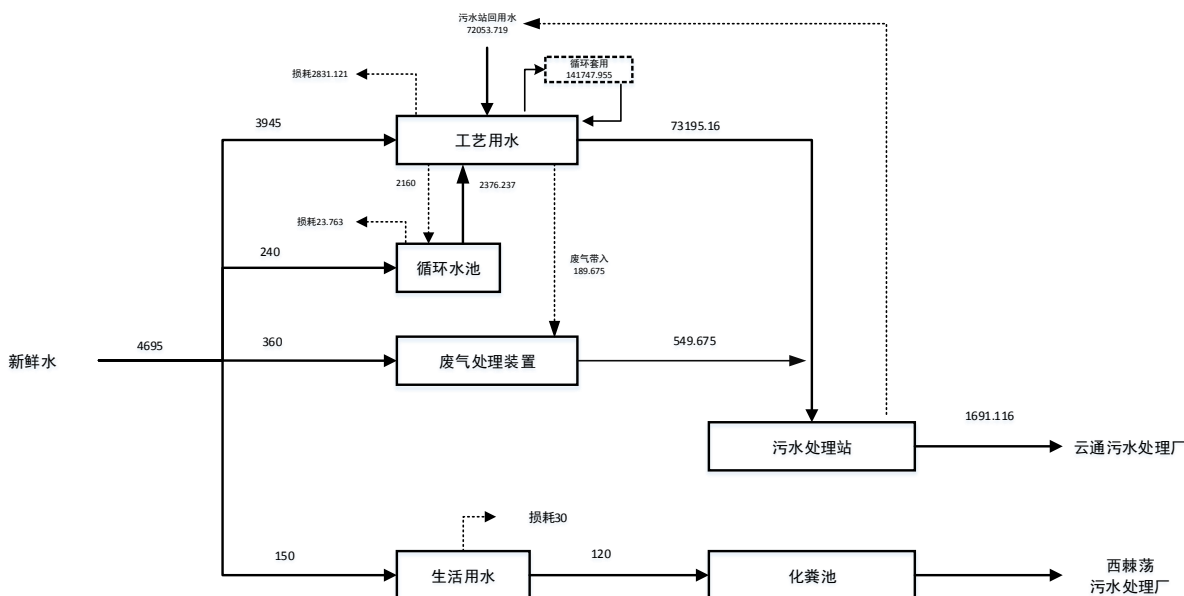 污水站回用水
72053.719
循环套用
141747.955
损耗2831.121
3945
工艺用水
73195.16
2160
2376.237
损耗23.763
240
循环水池
废气带入
189.675
新鲜水
4695
360
废气处理装置
549.675
1691.116
污水处理站
云通污水处理厂
损耗30
150
生活用水
120
化粪池
西棘荡
污水处理厂